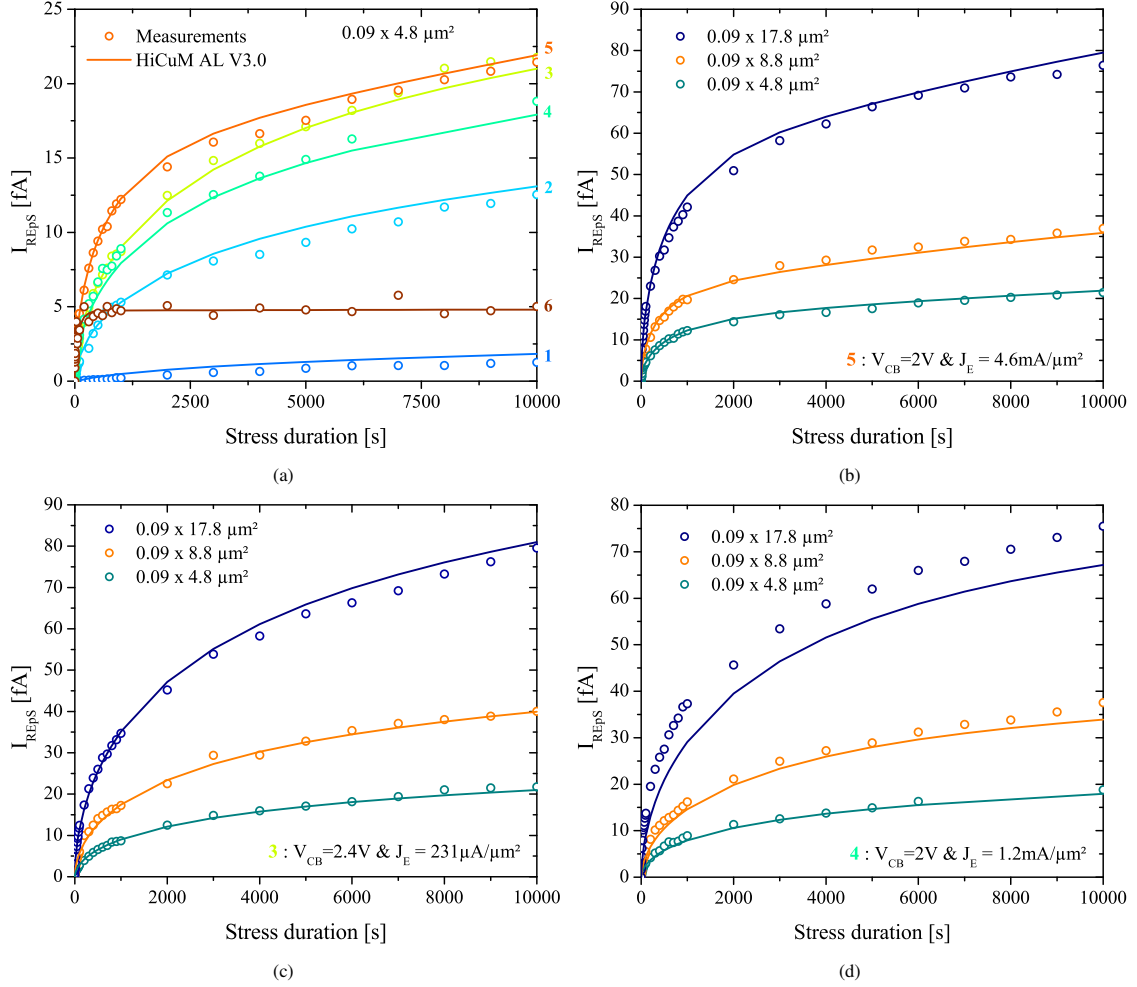 25
20
15
10
5
0
I_REpS [fA]
Measurements
HiCuM AL V3.0
0.09 x 4.8 µm²
5
3
4
2
6
1
0 2500 5000 7500 10000
Stress duration [s]
(a)
90
80
70
60
50
40
30
20
10
0
I_REpS [fA]
0.09 x 17.8 µm²
0.09 x 8.8 µm²
0.09 x 4.8 µm²
5 : V_CB=2V & J_E = 4.6mA/µm²
0 2000 4000 6000 8000 10000
Stress duration [s]
(b)
90
80
70
60
50
40
30
20
10
0
I_REpS [fA]
0.09 x 17.8 µm²
0.09 x 8.8 µm²
0.09 x 4.8 µm²
3 : V_CB=2.4V & J_E = 231µA/µm²
0 2000 4000 6000 8000 10000
Stress duration [s]
(c)
80
70
60
50
40
30
20
10
0
I_REpS [fA]
0.09 x 17.8 µm²
0.09 x 8.8 µm²
0.09 x 4.8 µm²
4 : V_CB=2V & J_E = 1.2mA/µm²
0 2000 4000 6000 8000 10000
Stress duration [s]
(d)